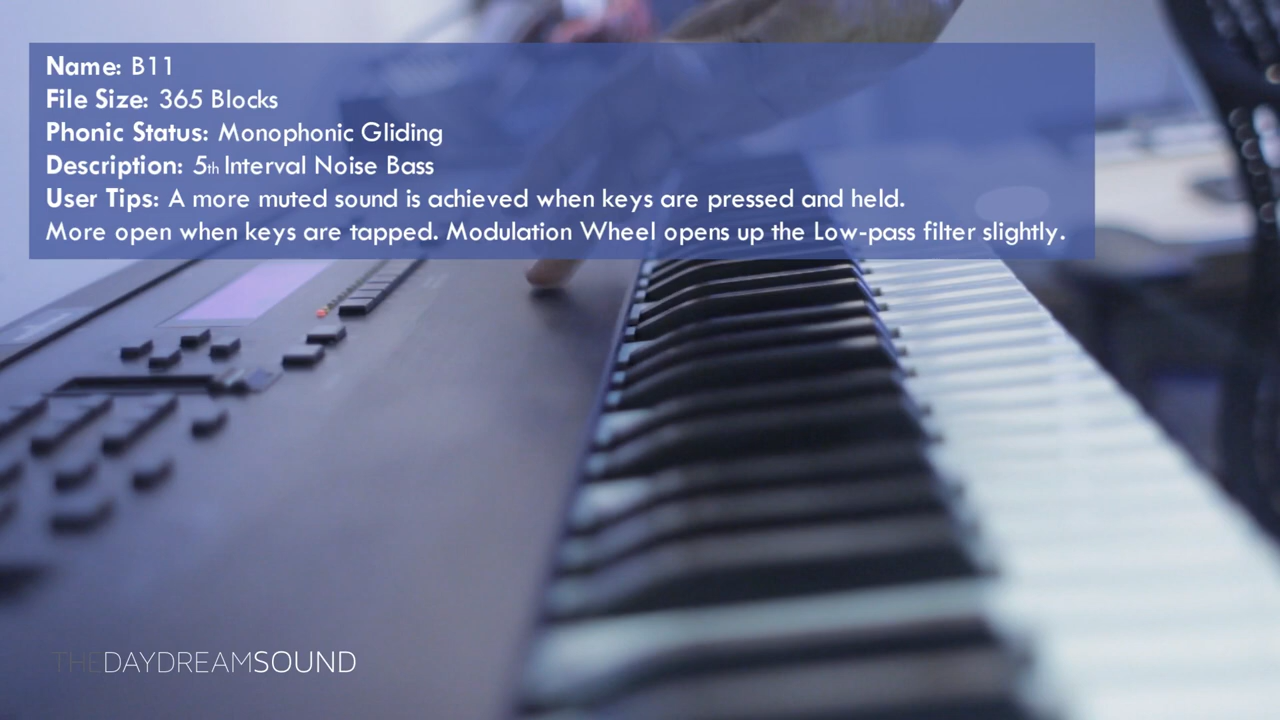 Name: B11
File Size: 365 Blocks
Phonic Status: Monophonic Gliding
Description: 5th Interval Noise Bass
User Tips: A more muted sound is achieved when keys are pressed and held.
More open when keys are tapped. Modulation Wheel opens up the Low-pass filter slightly.
THEDAYDREAMSOUND